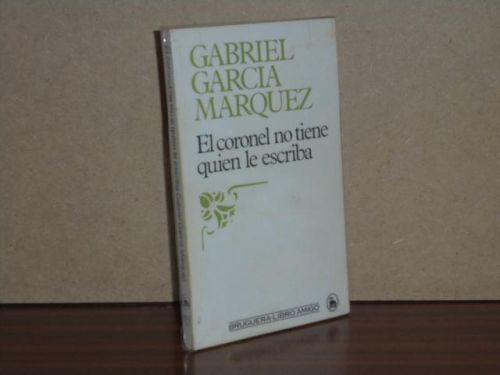 GABRIEL
GARCIA
MARQUEZ
El coronel no tiene
quien le escriba
BRUGUERA-LIBRO AMIGO